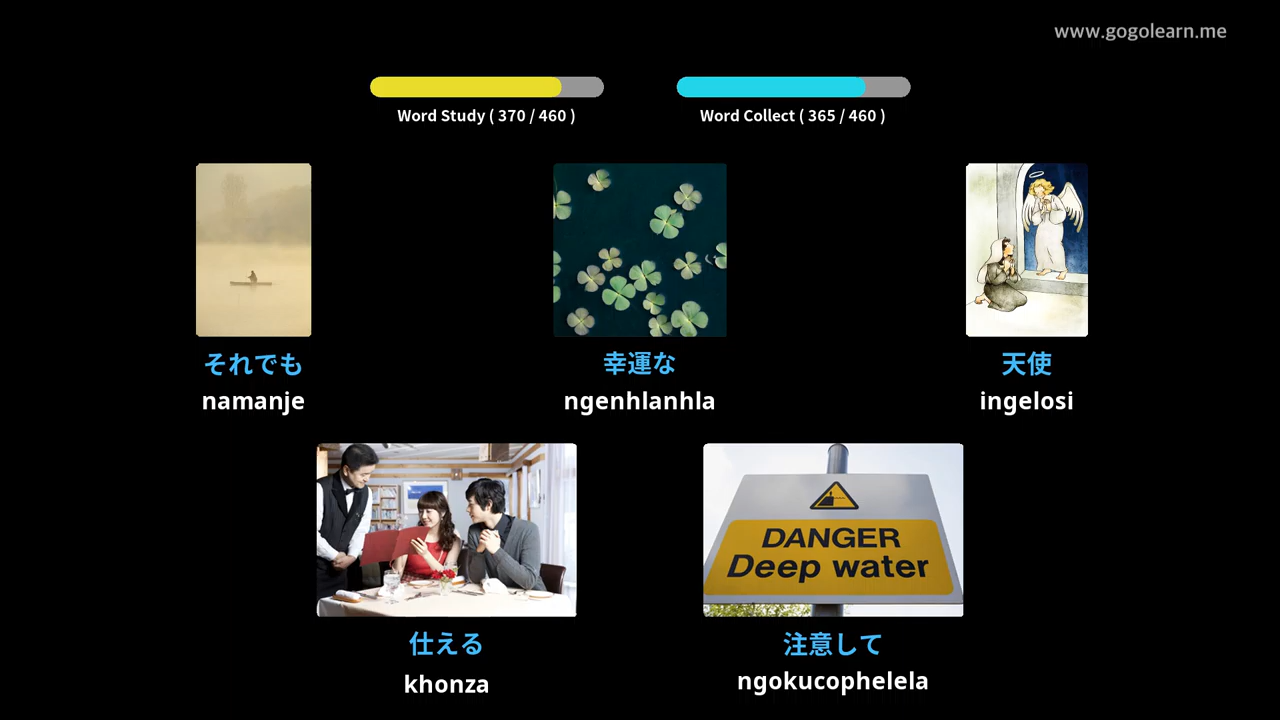 www.gogolearn.me
Word Study ( 370 / 460 )
Word Collect ( 365 / 460 )
それでも
namanje
幸運な
ngenhlanhla
天使
ingelosi
DANGER
Deep water
仕える
khonza
注意して
ngokucophelela